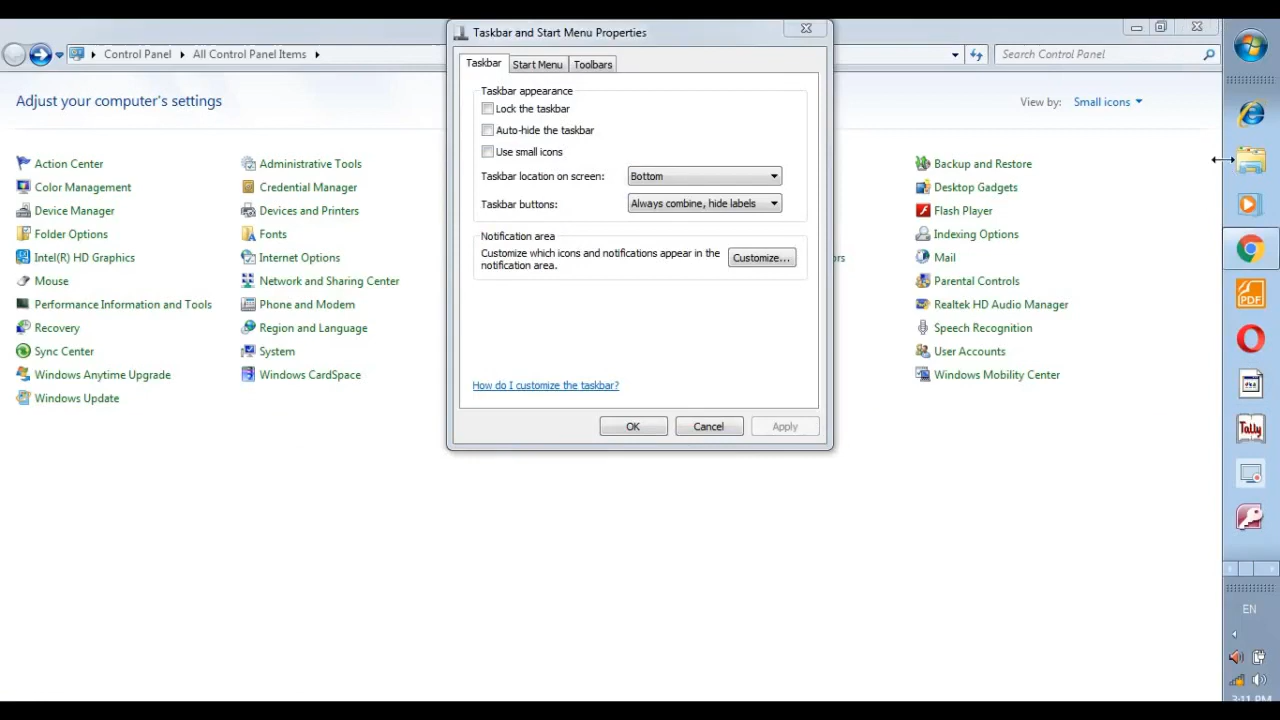 Taskbar and Start Menu Properties
Control Panel
All Control Panel Items
Search Control Panel
Adjust your computer's settings
View by:
Small icons
Action Center
Color Management
Device Manager
Folder Options
Intel(R) HD Graphics
Mouse
Performance Information and Tools
Recovery
Sync Center
Windows Anytime Upgrade
Windows Update
Administrative Tools
Credential Manager
Devices and Printers
Fonts
Internet Options
Network and Sharing Center
Phone and Modem
Region and Language
System
Windows CardSpace
Taskbar
Start Menu
Toolbars
Taskbar appearance
Lock the taskbar
Auto-hide the taskbar
Use small icons
Taskbar location on screen:
Bottom
Taskbar buttons:
Always combine, hide labels
Notification area
Customize which icons and notifications appear in the
notification area.
Customize...
How do I customize the taskbar?
OK
Cancel
Apply
ors
Backup and Restore
Desktop Gadgets
Flash Player
Indexing Options
Mail
Parental Controls
Realtek HD Audio Manager
Speech Recognition
User Accounts
Windows Mobility Center
PDF
Tally
EN
3:11 PM